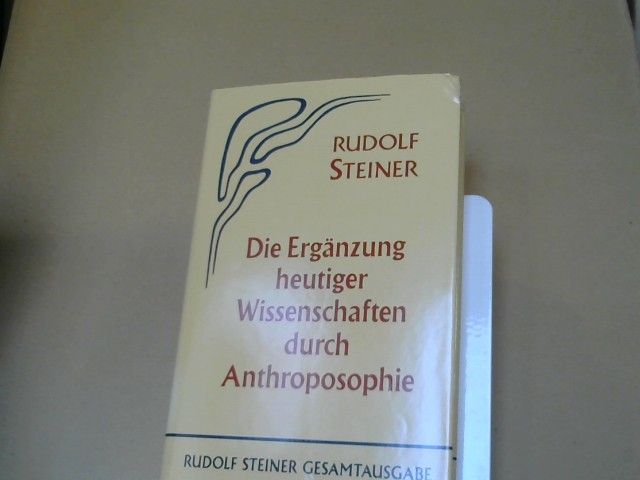 RUDOLF
STEINER
Die Ergänzung
heutiger
Wissenschaften
durch
Anthroposophie
RUDOLF STEINER GESAMTAUSGABE